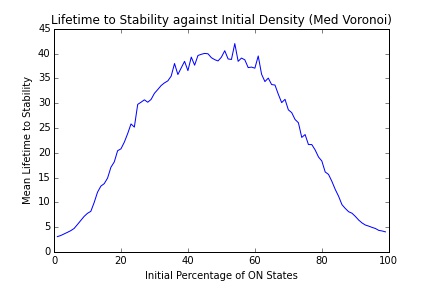 Lifetime to Stability against Initial Density (Med Voronoi)
45
40
35
30
25
20
15
10
5
0
Mean Lifetime to Stability
0 20 40 60 80 100
Initial Percentage of ON States